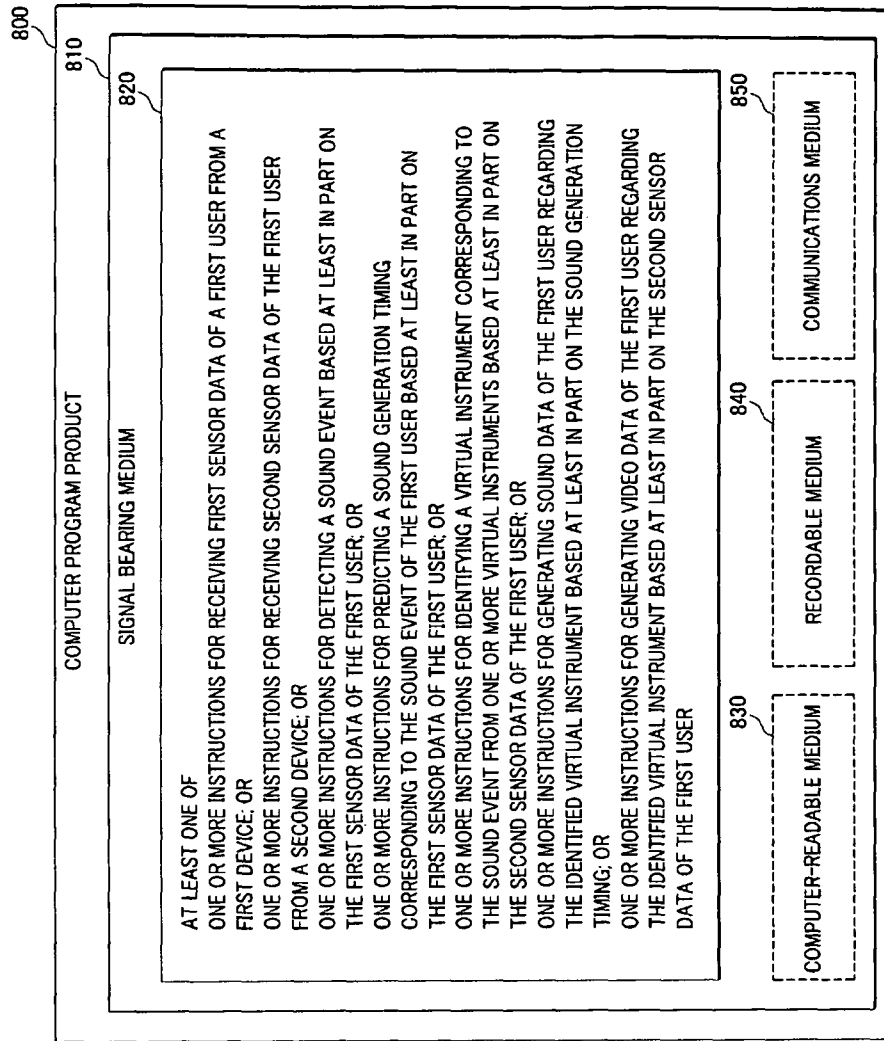 800
COMPUTER PROGRAM PRODUCT
810
SIGNAL BEARING MEDIUM
820
AT LEAST ONE OF
ONE OR MORE INSTRUCTIONS FOR RECEIVING FIRST SENSOR DATA OF A FIRST USER FROM A
FIRST DEVICE; OR
ONE OR MORE INSTRUCTIONS FOR RECEIVING SECOND SENSOR DATA OF THE FIRST USER
FROM A SECOND DEVICE; OR
ONE OR MORE INSTRUCTIONS FOR DETECTING A SOUND EVENT BASED AT LEAST IN PART ON
THE FIRST SENSOR DATA OF THE FIRST USER; OR
ONE OR MORE INSTRUCTIONS FOR PREDICTING A SOUND GENERATION TIMING
CORRESPONDING TO THE SOUND EVENT OF THE FIRST USER BASED AT LEAST IN PART ON
THE FIRST SENSOR DATA OF THE FIRST USER; OR
ONE OR MORE INSTRUCTIONS FOR IDENTIFYING A VIRTUAL INSTRUMENT CORRESPONDING TO
THE SOUND EVENT FROM ONE OR MORE VIRTUAL INSTRUMENTS BASED AT LEAST IN PART ON
THE SECOND SENSOR DATA OF THE FIRST USER; OR
ONE OR MORE INSTRUCTIONS FOR GENERATING SOUND DATA OF THE FIRST USER REGARDING
THE IDENTIFIED VIRTUAL INSTRUMENT BASED AT LEAST IN PART ON THE SOUND GENERATION
TIMING; OR
ONE OR MORE INSTRUCTIONS FOR GENERATING VIDEO DATA OF THE FIRST USER REGARDING
THE IDENTIFIED VIRTUAL INSTRUMENT BASED AT LEAST IN PART ON THE SECOND SENSOR
DATA OF THE FIRST USER
830
COMPUTER-READABLE MEDIUM
840
RECORDABLE MEDIUM
850
COMMUNICATIONS MEDIUM